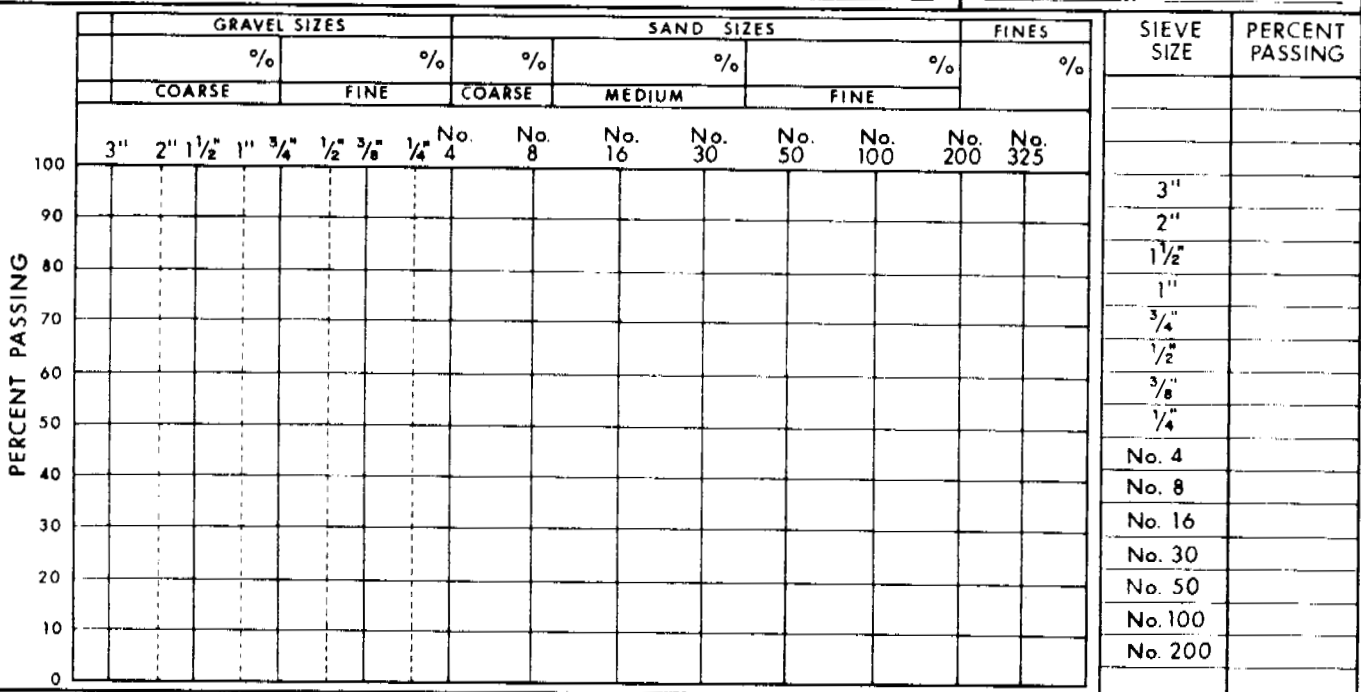 GRAVEL SIZES SAND SIZES FINES
% % % % % %
COARSE FINE COARSE MEDIUM FINE
3" 2" 1½" 1" ¾" ½" ⅜" ¼" No. 4 No. 8 No. 16 No. 30 No. 50 No. 100 No. 200 No. 325
PERCENT PASSING
100
90
80
70
60
50
40
30
20
10
0
SIEVE SIZE PERCENT PASSING
3"
2"
1½"
1"
¾"
½"
⅜"
¼"
No. 4
No. 8
No. 16
No. 30
No. 50
No. 100
No. 200